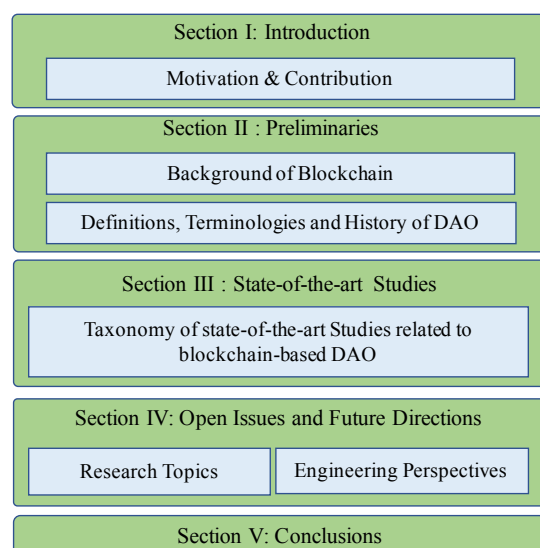 Section I: Introduction
Motivation & Contribution
Section II : Preliminaries
Background of Blockchain
Definitions, Terminologies and History of DAO
Section III : State-of-the-art Studies
Taxonomy of state-of-the-art Studies related to
blockchain-based DAO
Section IV: Open Issues and Future Directions
Research Topics
Engineering Perspectives
Section V: Conclusions